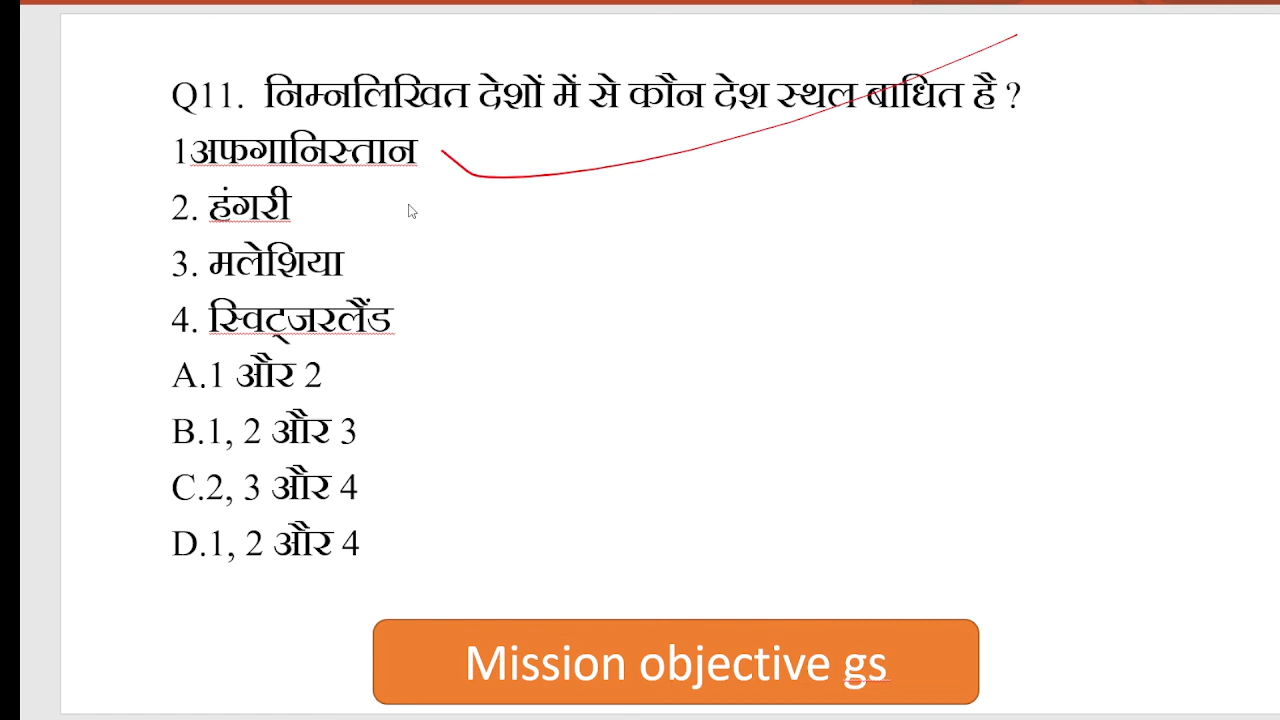 Q11. निम्नलिखित देशों में से कौन देश स्थल बाधित है ?
1अफगानिस्तान
2. हंगरी
3. मलेशिया
4. स्विट्जरलैंड
A.1 और 2
B.1, 2 और 3
C.2, 3 और 4
D.1, 2 और 4
Mission objective gs